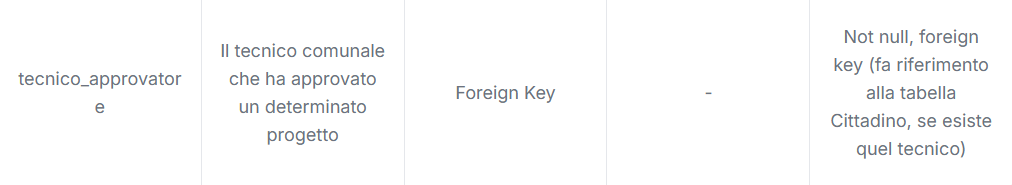 tecnico_approvator
e
Il tecnico comunale
che ha approvato
un determinato
progetto
Foreign Key
-
Not null, foreign
key (fa riferimento
alla tabella
Cittadino, se esiste
quel tecnico)